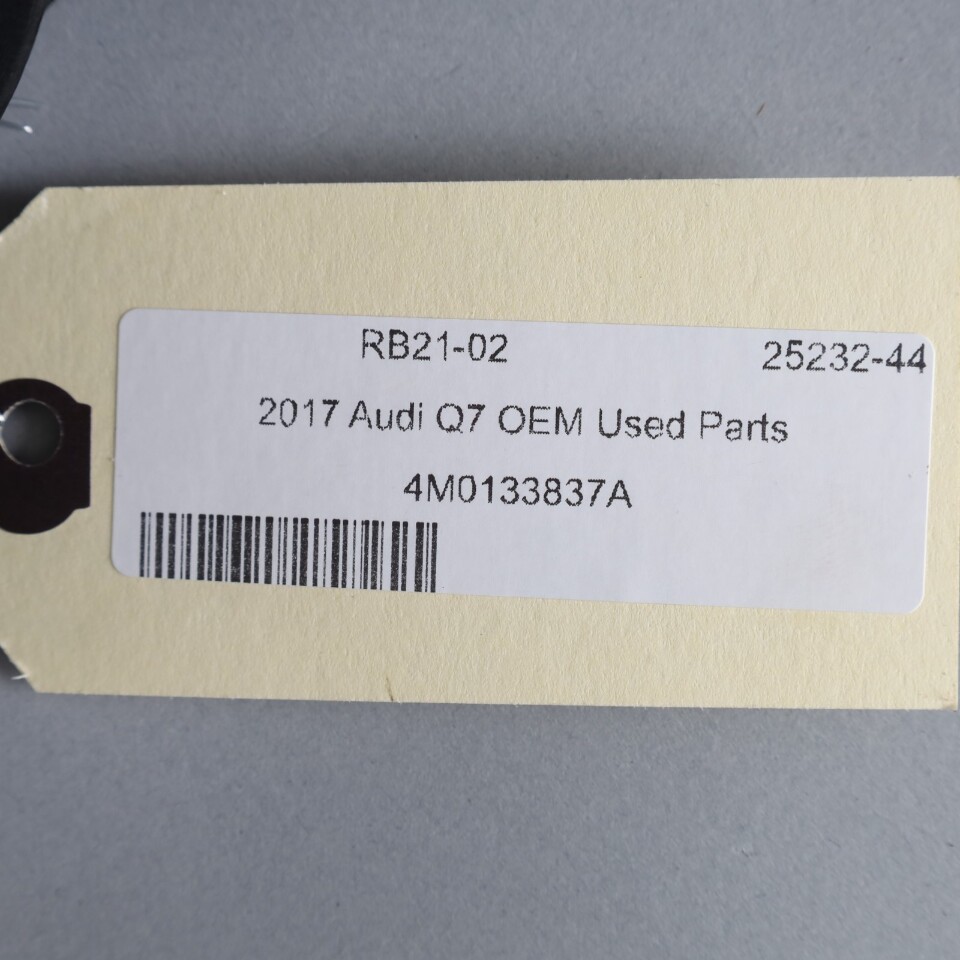 RB21-02 25232-44
2017 Audi Q7 OEM Used Parts
4M0133837A